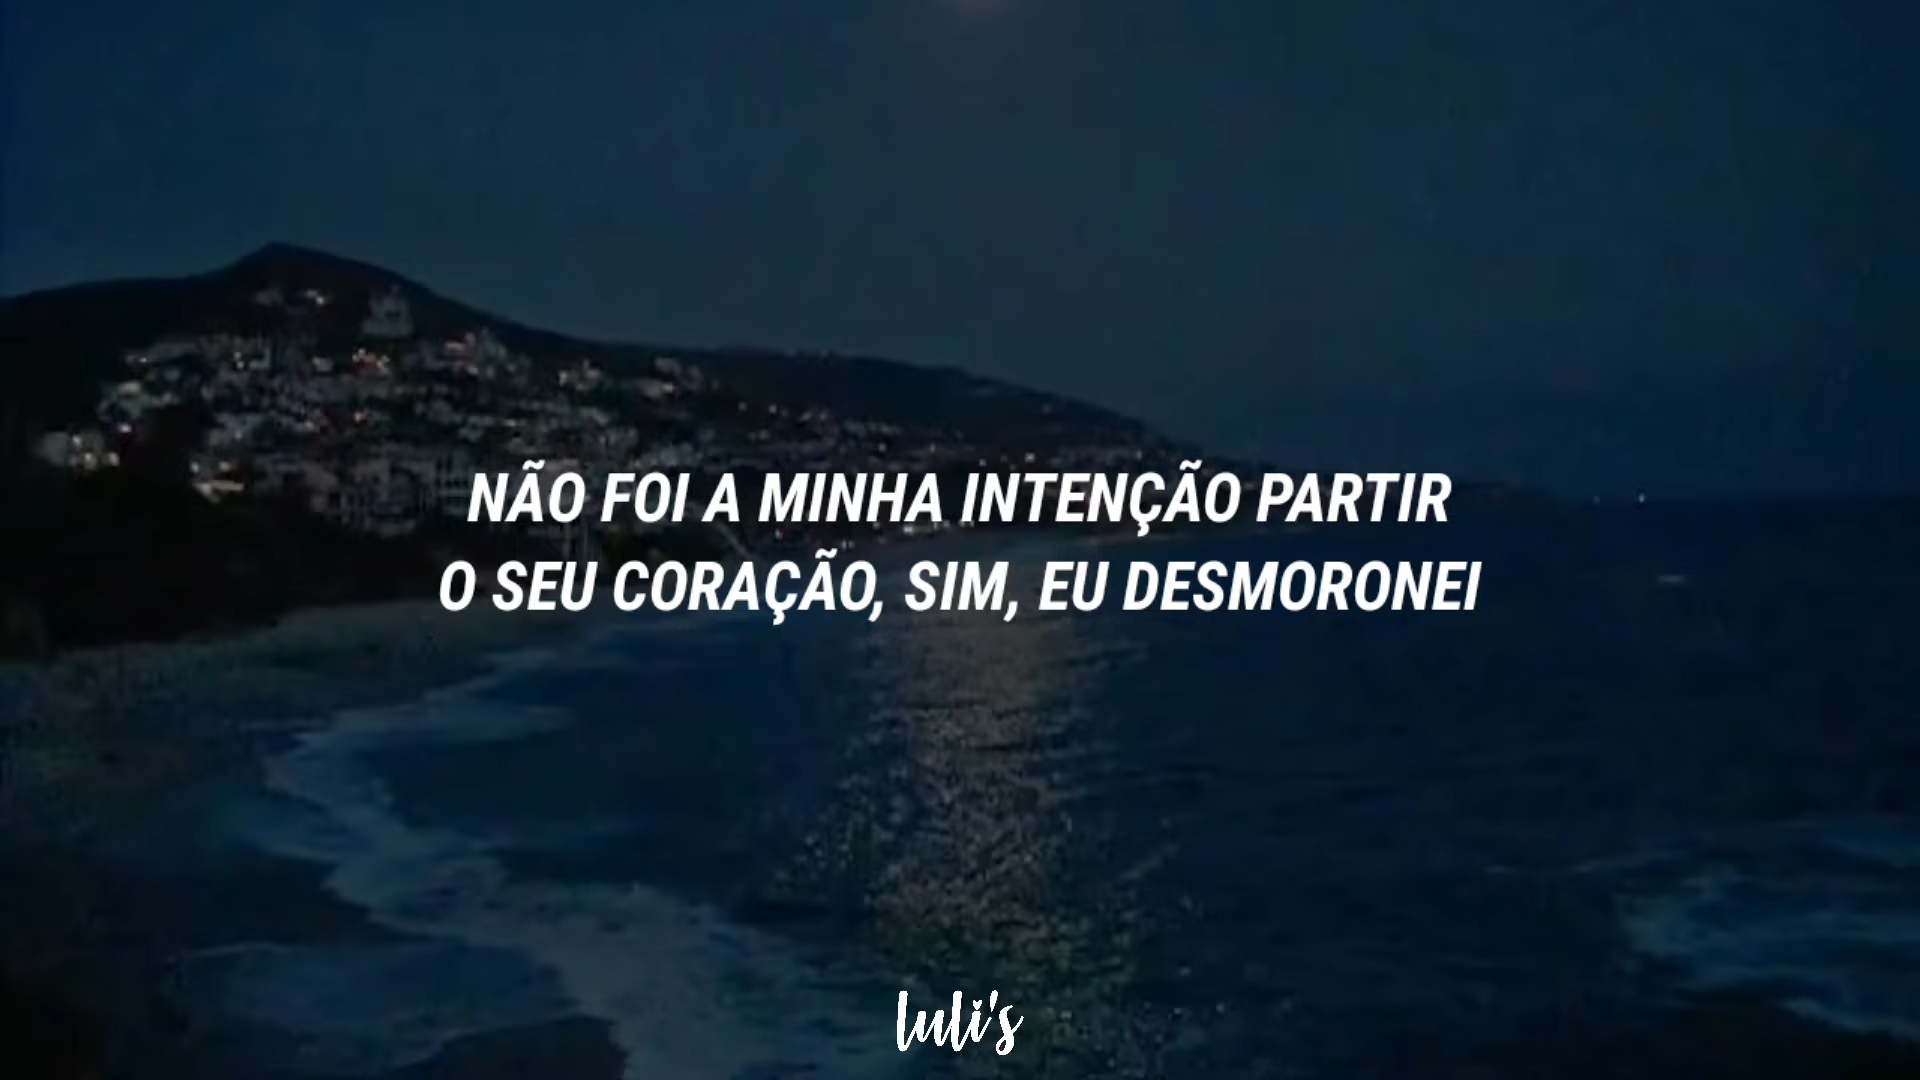 NÃO FOI A MINHA INTENÇÃO PARTIR
O SEU CORAÇÃO, SIM, EU DESMORONEI
luli's